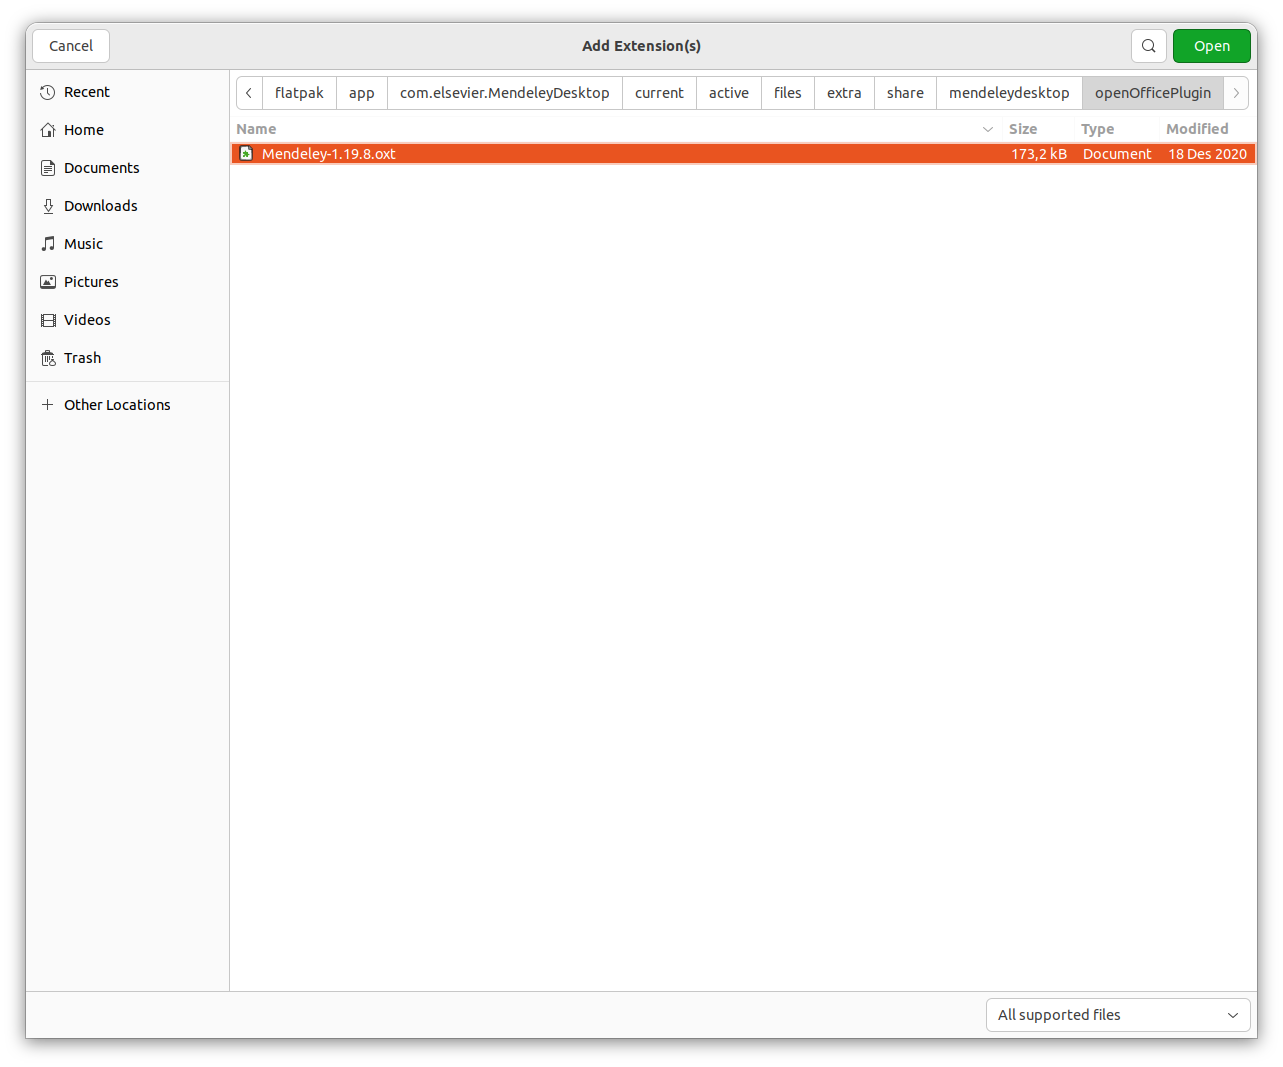 Cancel Add Extension(s) Open
Recent
Home
Documents
Downloads
Music
Pictures
Videos
Trash
Other Locations
flatpak app com.elsevier.MendeleyDesktop current active files extra share mendeleydesktop openOfficePlugin
Name Size Type Modified
Mendeley-1.19.8.oxt 173,2 kB Document 18 Des 2020
All supported files